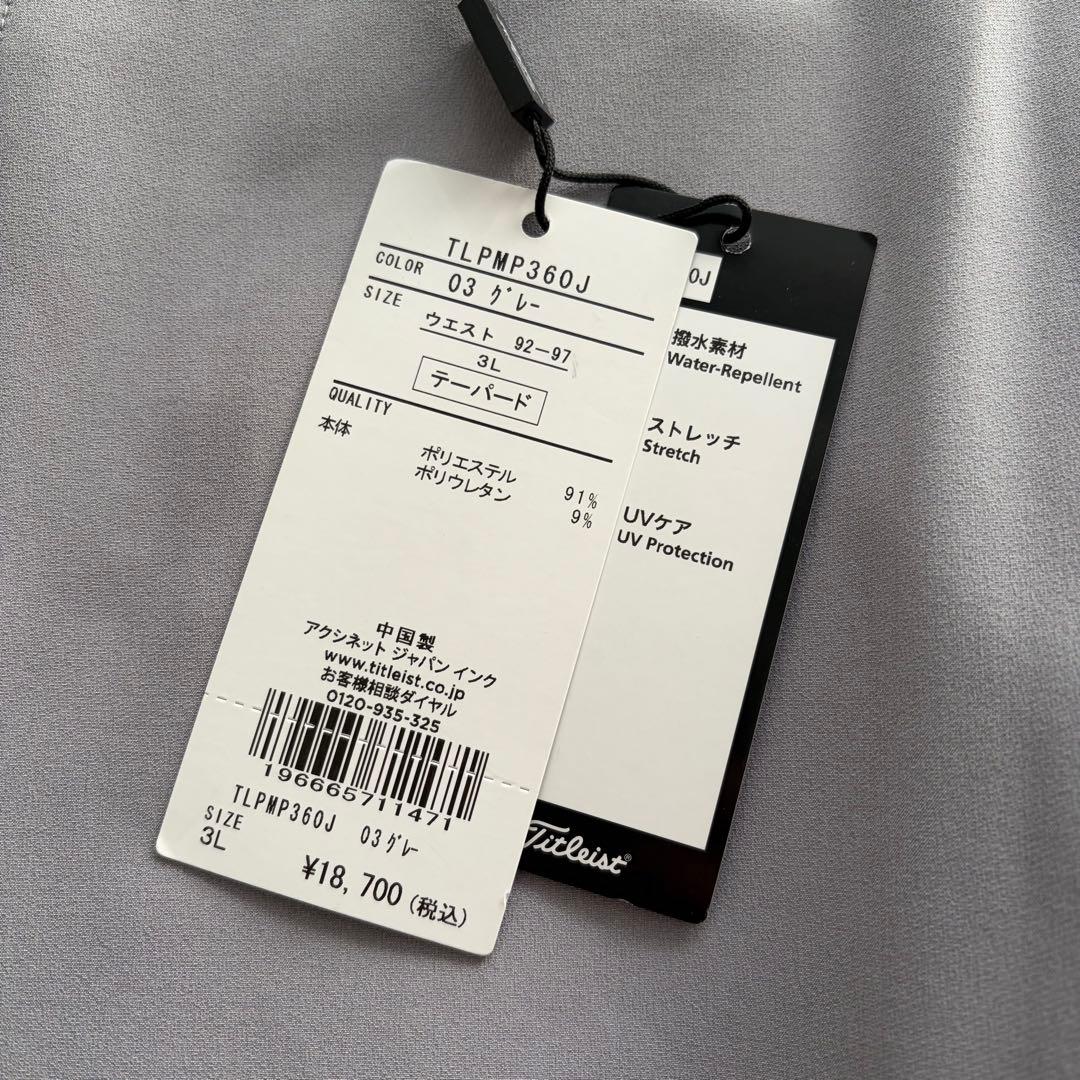 TLPMP360J
COLOR 03 グレー
SIZE
ウエスト 92-97
3L
テーパード
QUALITY
本体
ポリエステル 91%
ポリウレタン 9%
中国製
アクシネット ジャパン インク
www.titleist.co.jp
お客様相談ダイヤル
0120-935-325
196665711471
TLPMP360J 03グレー
SIZE
3L
¥18,700(税込)
0J
撥水素材
Water-Repellent
ストレッチ
Stretch
UVケア
UV Protection
Titleist®